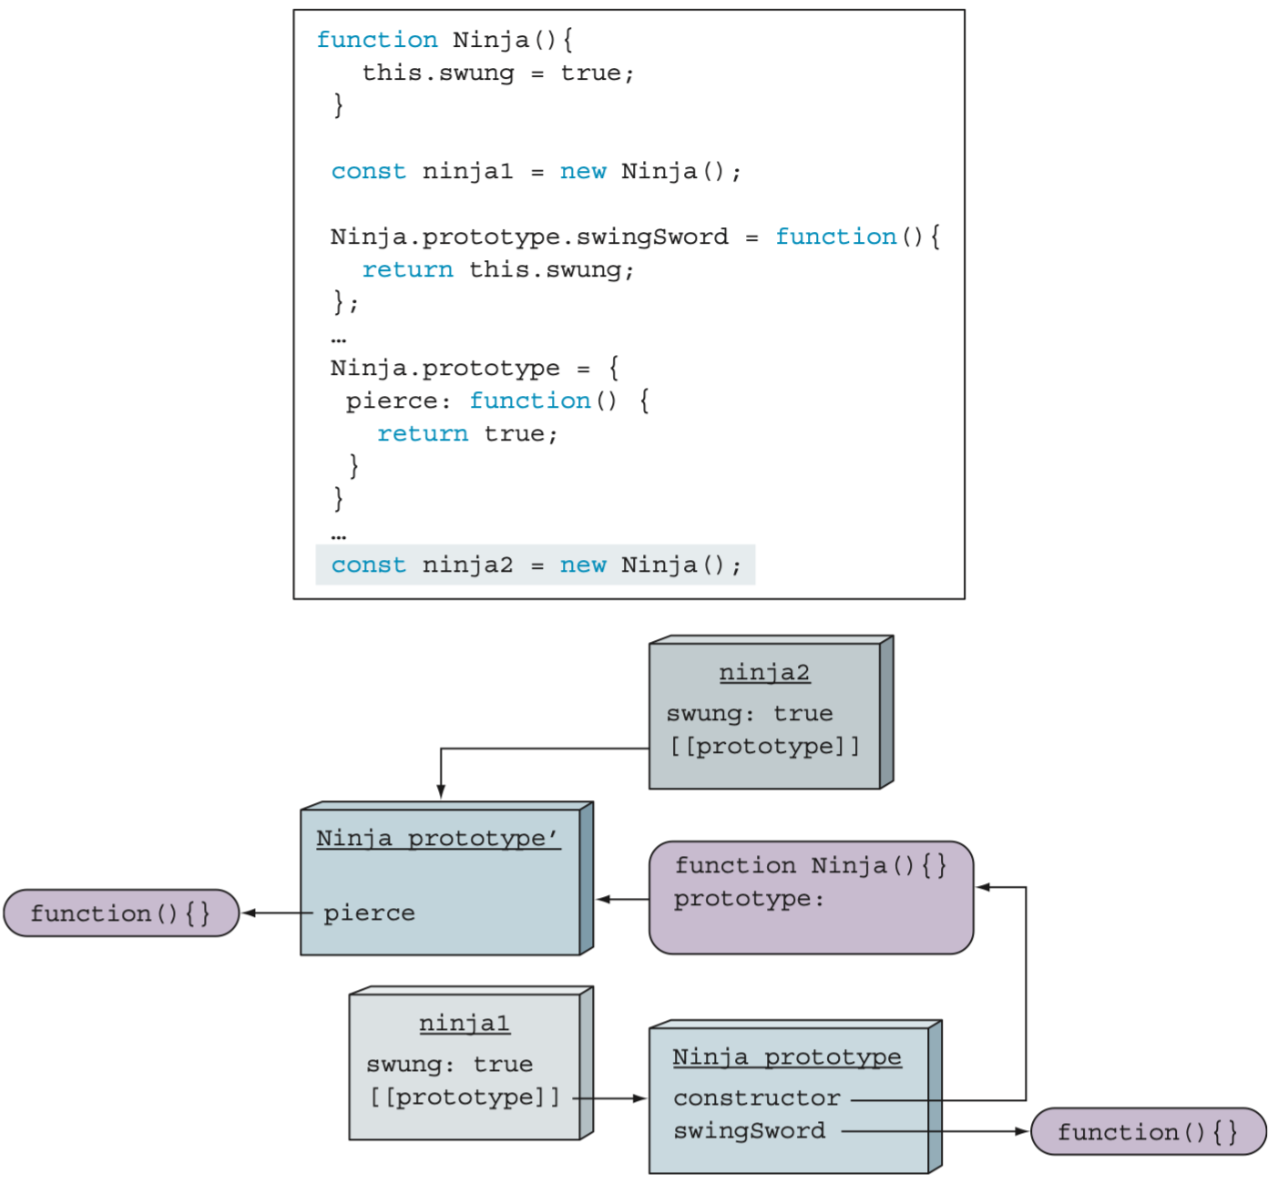 function Ninja(){
this.swung = true;
}
const ninja1 = new Ninja();
Ninja.prototype.swingSword = function(){
return this.swung;
};
…
Ninja.prototype = {
pierce: function() {
return true;
}
}
…
const ninja2 = new Ninja();
ninja2
swung: true
[[prototype]]
Ninja prototype′
pierce
function(){}
function Ninja(){}
prototype:
ninja1
swung: true
[[prototype]]
Ninja prototype
constructor
swingSword
function(){}